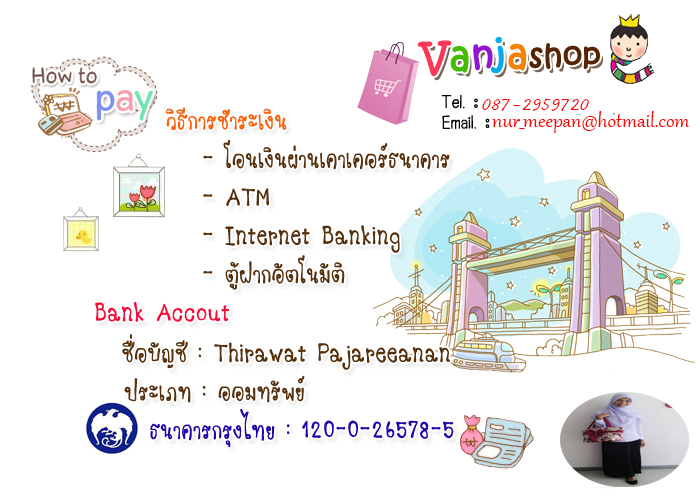 How to
pay
Vanjashop
Tel. : 087-2959720
Email. : nur_meepan@hotmail.com
วิธีการชำระเงิน
- โอนเงินผ่านเคาเคอร์ธนาคาร
- ATM
- Internet Banking
- ตู้ฝากอัตโนมัติ
Bank Accout
ชื่อบัญชี : Thirawat Pajareeanan
ประเภท : ออมทรัพย์
ธนาคารกรุงไทย : 120-0-26578-5